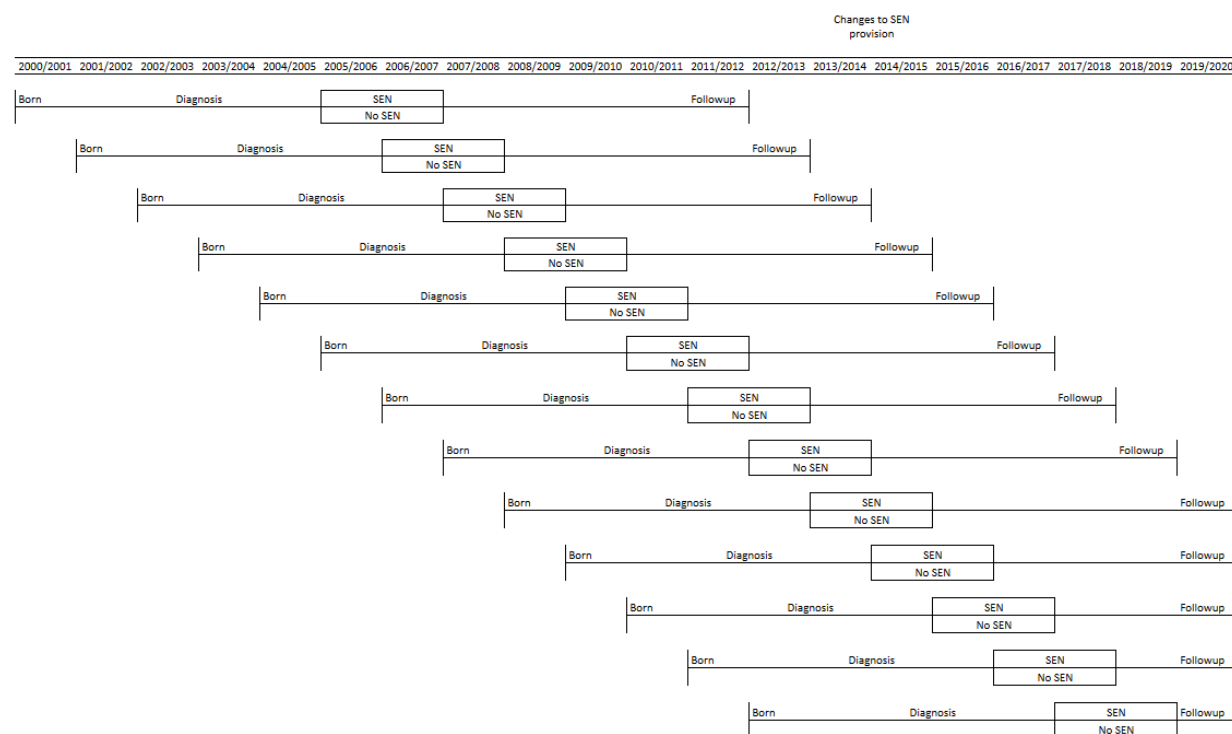 Changes to SEN
provision
2000/2001 2001/2002 2002/2003 2003/2004 2004/2005 2005/2006 2006/2007 2007/2008 2008/2009 2009/2010 2010/2011 2011/2012 2012/2013 2013/2014 2014/2015 2015/2016 2016/2017 2017/2018 2018/2019 2019/2020
Born Diagnosis SEN Followup
No SEN
Born Diagnosis SEN Followup
No SEN
Born Diagnosis SEN Followup
No SEN
Born Diagnosis SEN Followup
No SEN
Born Diagnosis SEN Followup
No SEN
Born Diagnosis SEN Followup
No SEN
Born Diagnosis SEN Followup
No SEN
Born Diagnosis SEN Followup
No SEN
Born Diagnosis SEN Followup
No SEN
Born Diagnosis SEN Followup
No SEN
Born Diagnosis SEN Followup
No SEN
Born Diagnosis SEN Followup
No SEN
Born Diagnosis SEN Followup
No SEN